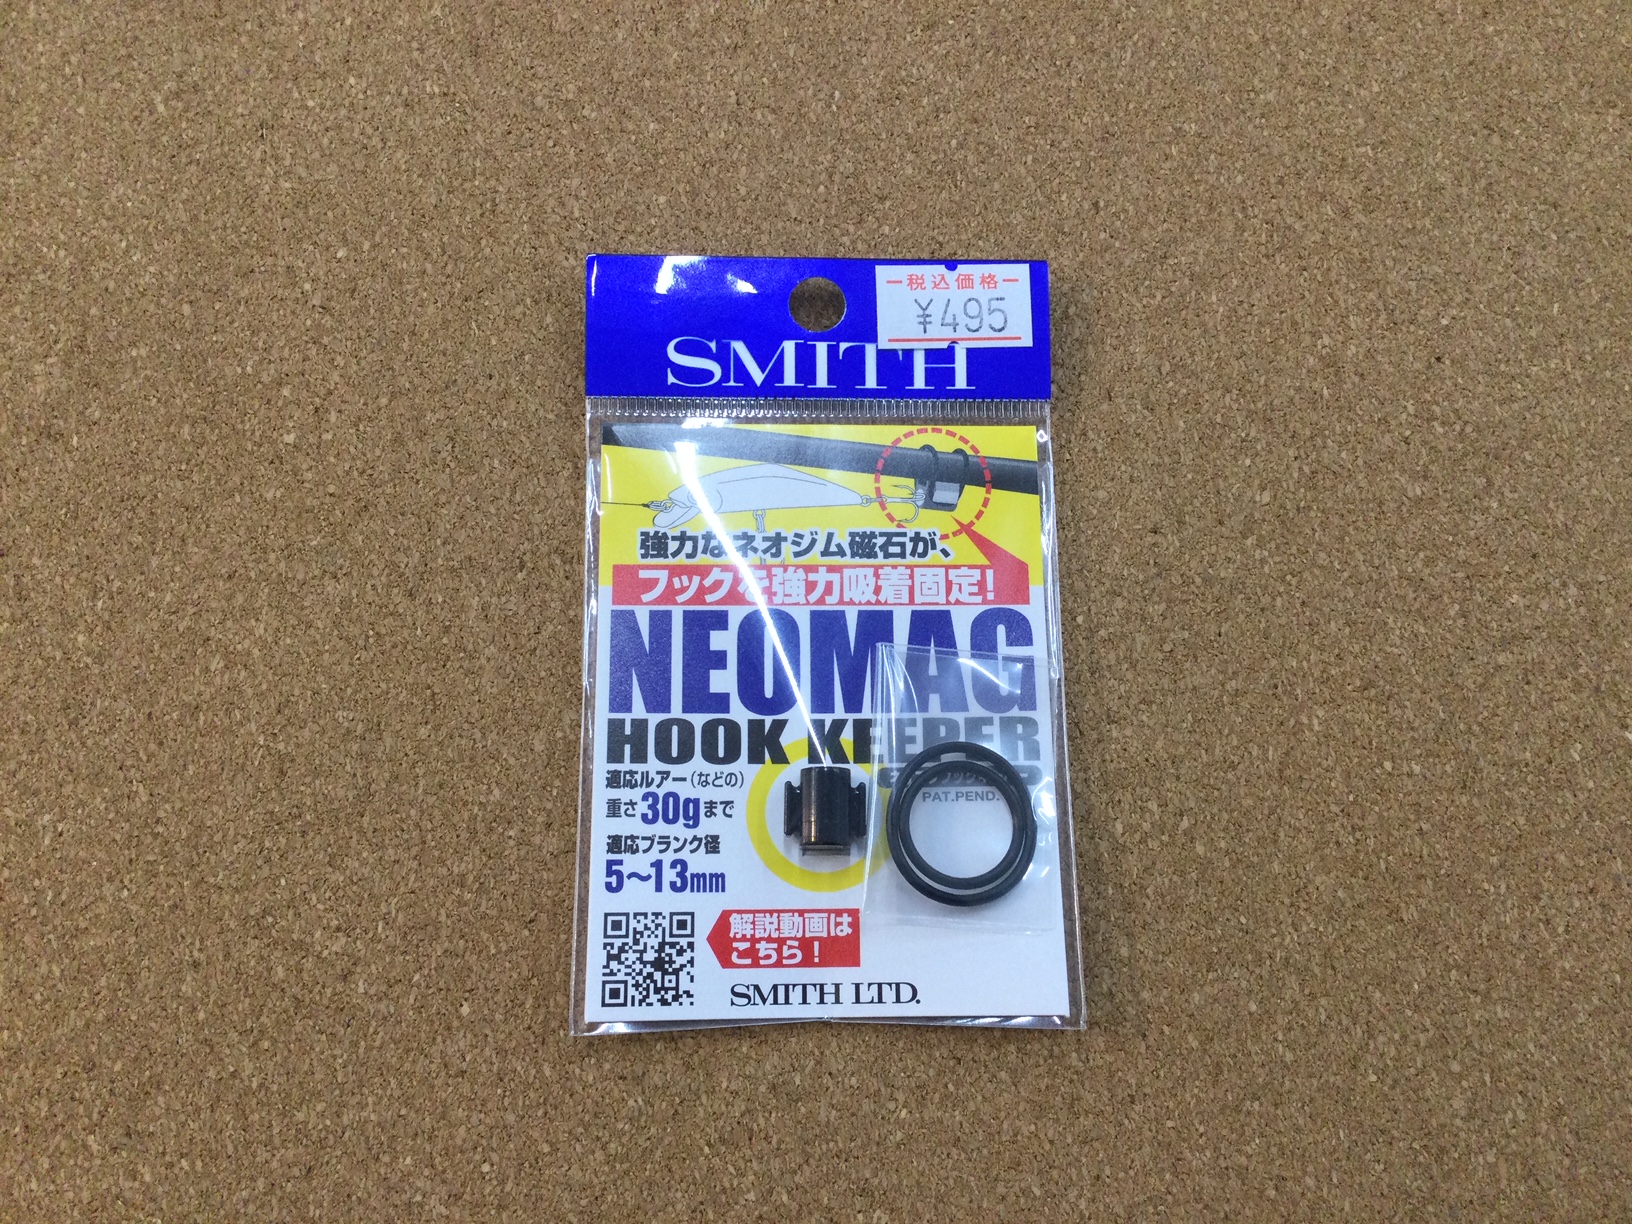 税込価格
¥495
SMITH
強力なネオジム磁石が、
フックを強力吸着固定!
NEOMAG
HOOK KEEPER
適応ルアー(などの)
重さ30gまで
PAT.PEND.
適応ブランク径
5～13mm
解説動画は
こちら！
SMITH LTD.